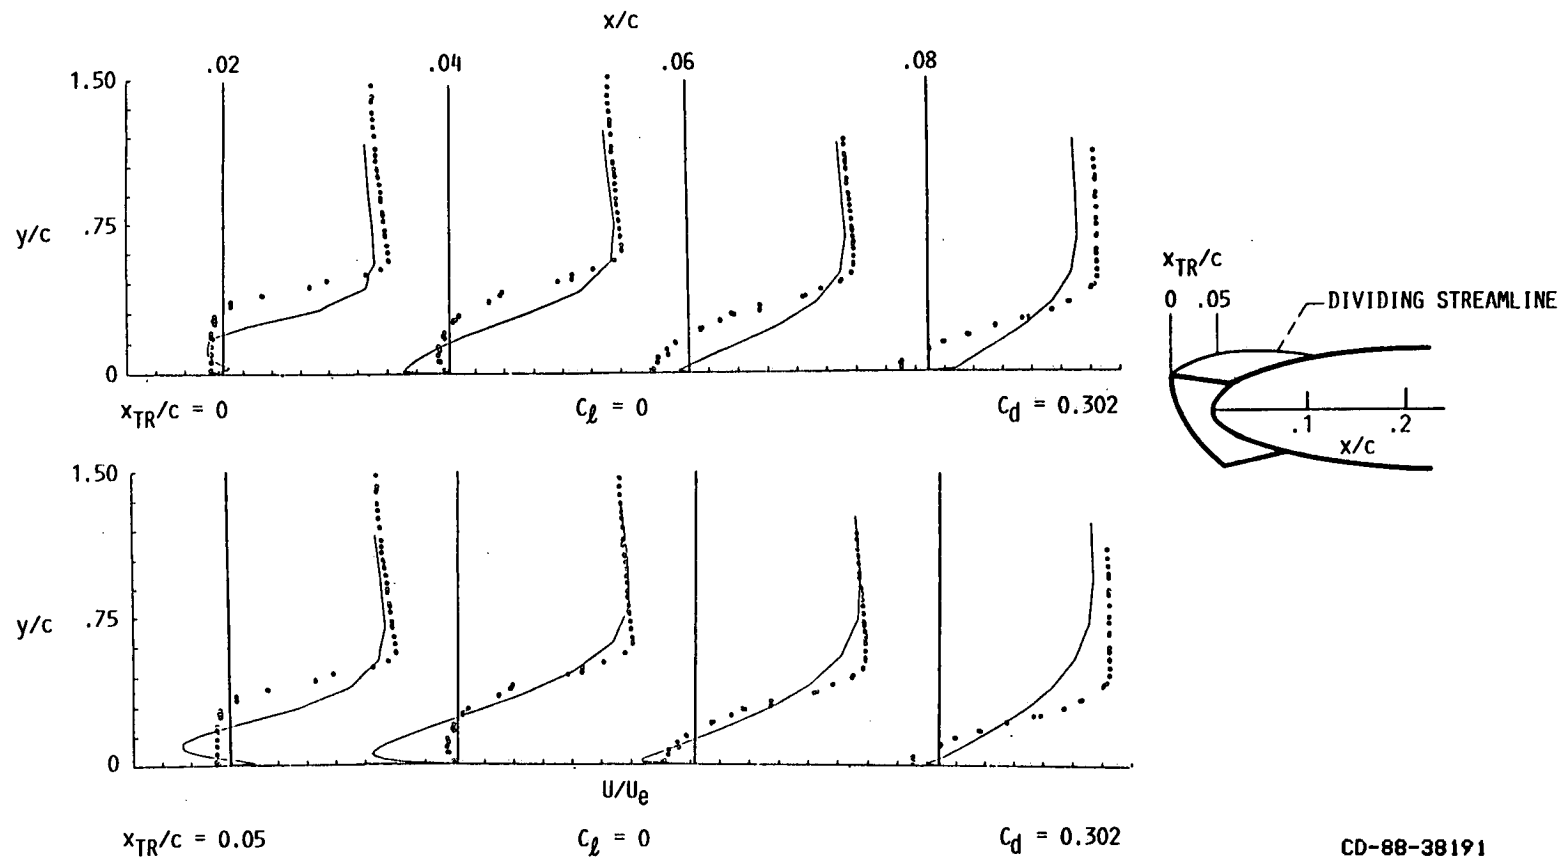 x/c
.02 .04 .06 .08
1.50
y/c .75
0
x_TR/c = 0 C_ℓ = 0 C_d = 0.302
x_TR/c
0 .05 DIVIDING STREAMLINE
.1 .2
x/c
1.50
y/c .75
0
U/U_e
x_TR/c = 0.05 C_ℓ = 0 C_d = 0.302
CD-88-38191